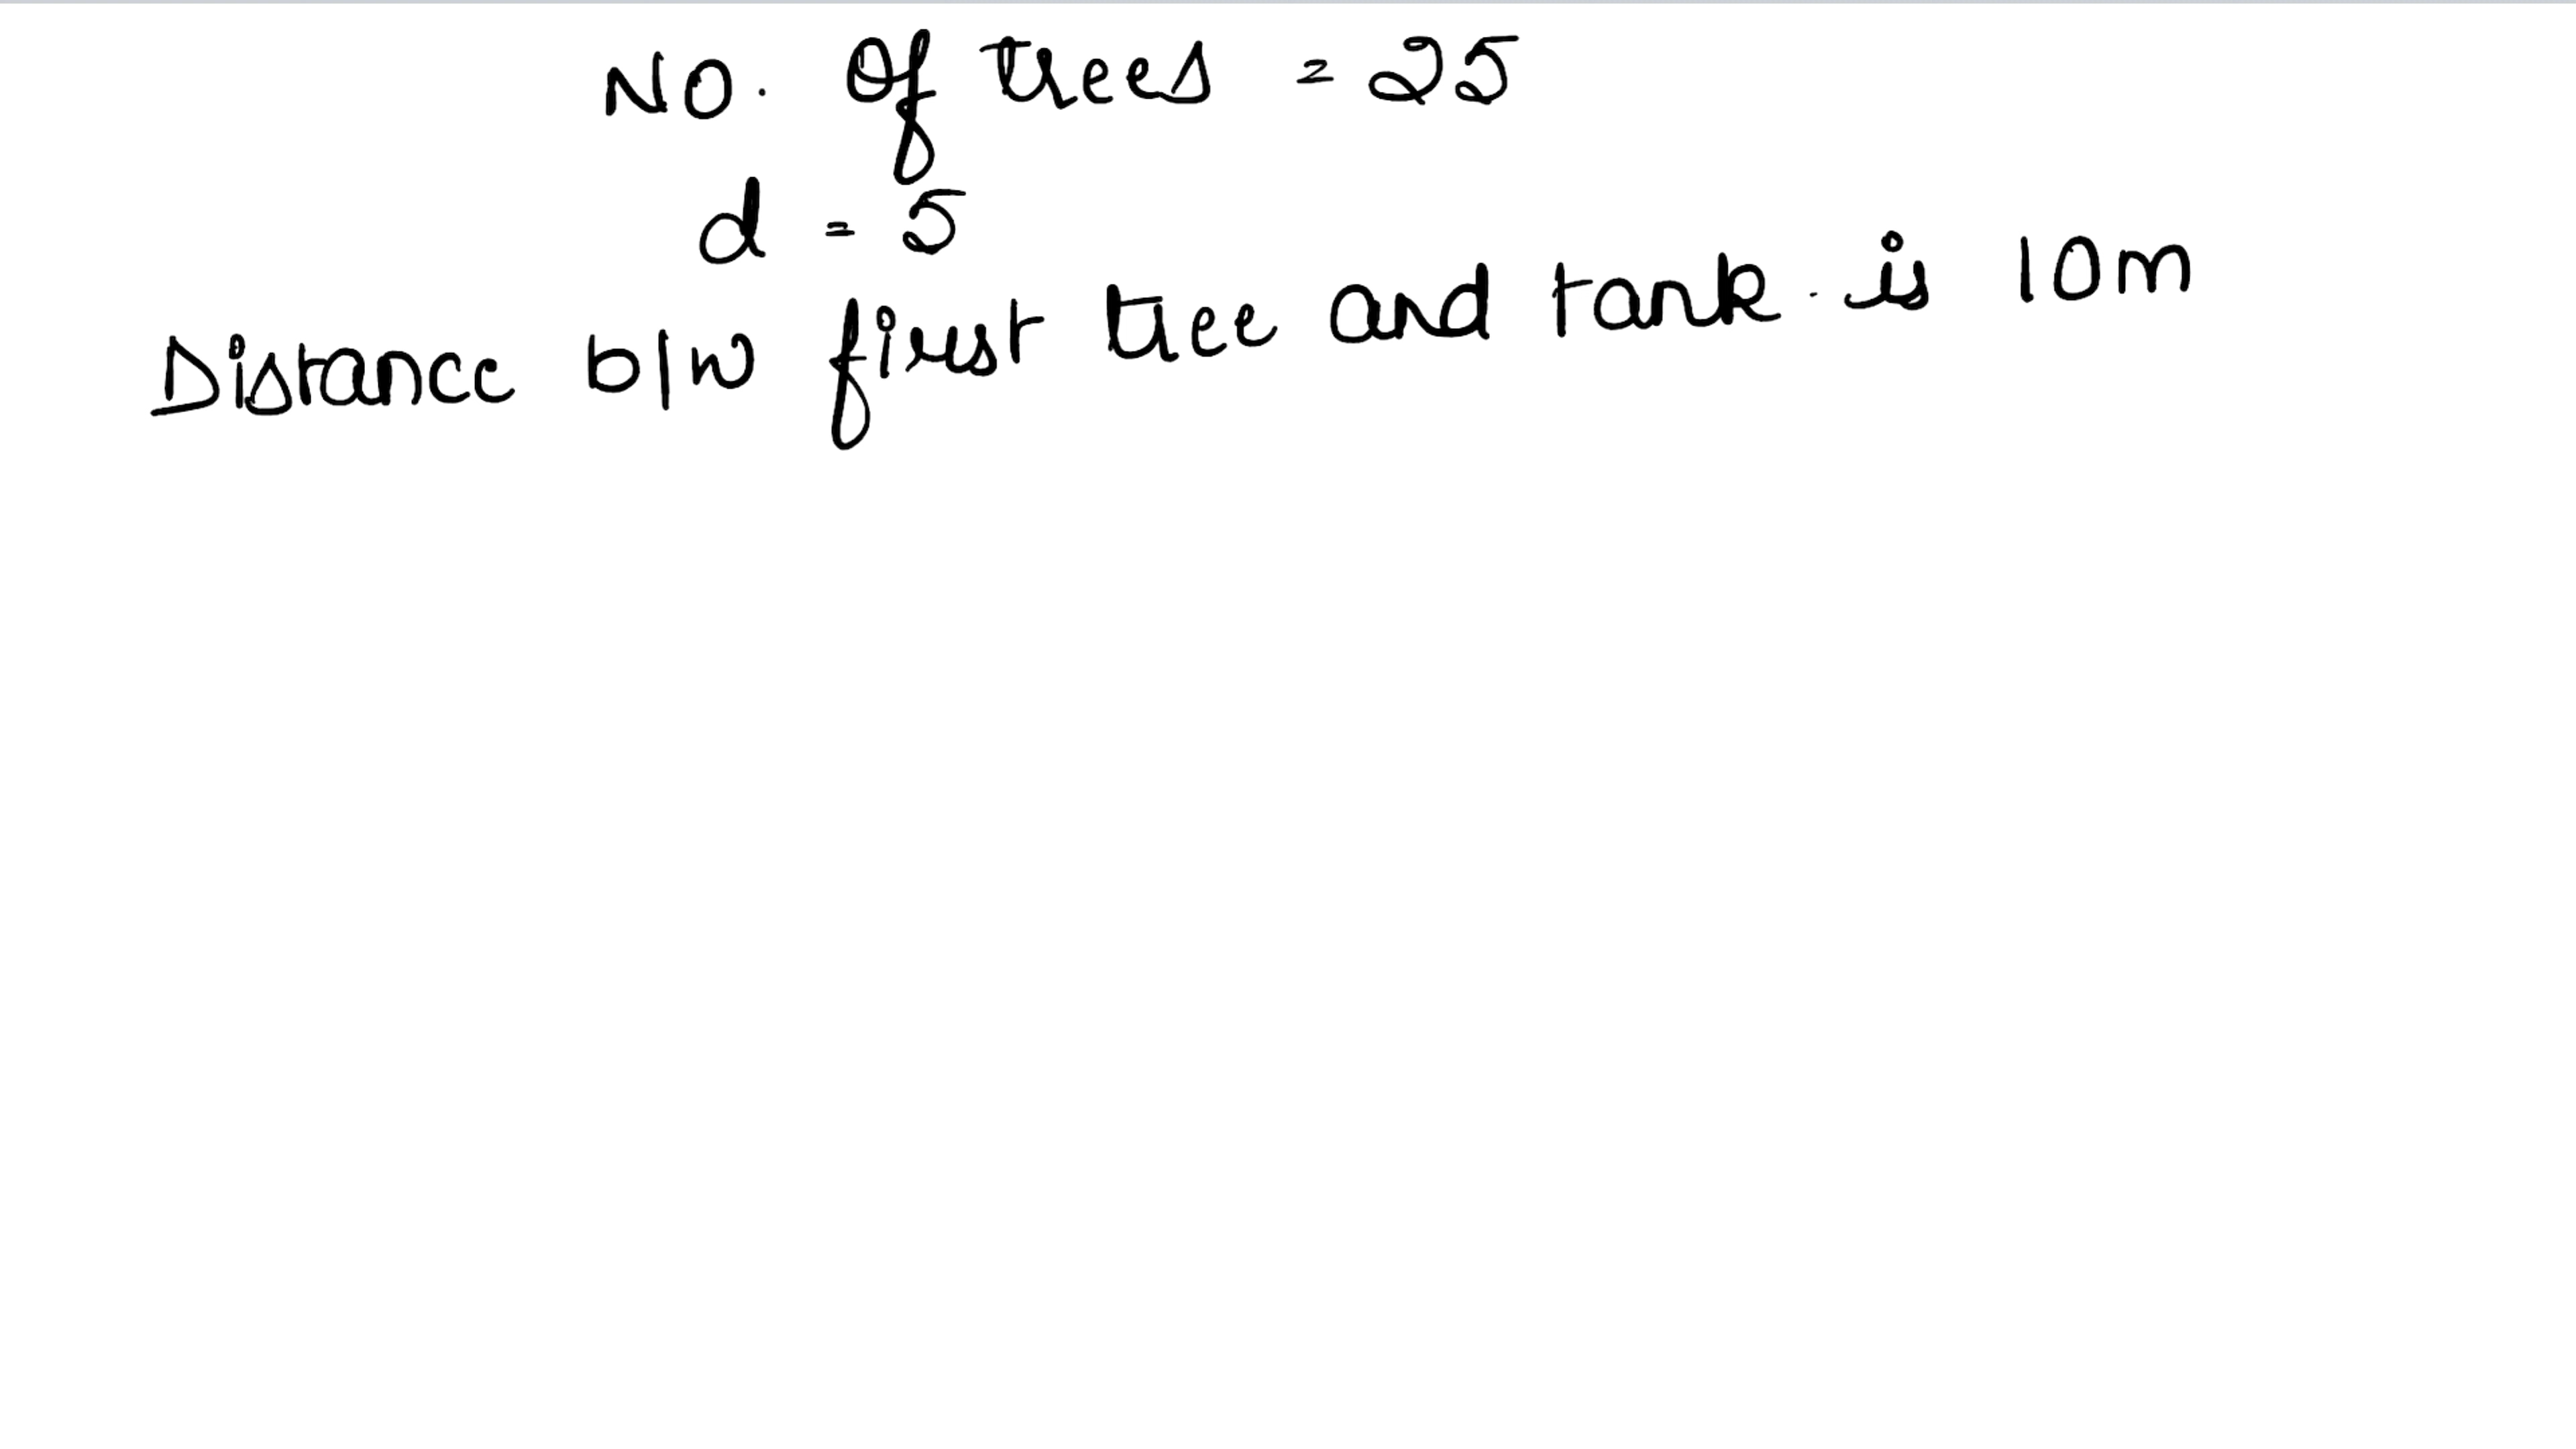 NO. Of trees = 25
d = 5
Distance b/w first tree and tank is 10m